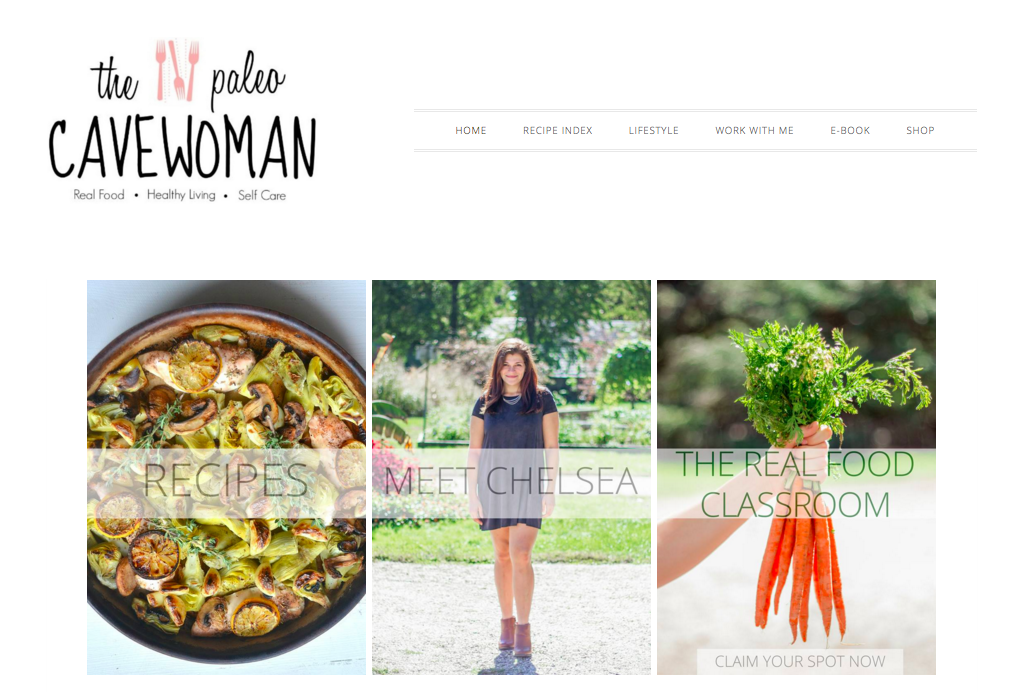 the paleo
CAVEWOMAN
Real Food • Healthy Living • Self Care
HOME RECIPE INDEX LIFESTYLE WORK WITH ME E-BOOK SHOP
RECIPES
MEET CHELSEA
THE REAL FOOD
CLASSROOM
CLAIM YOUR SPOT NOW